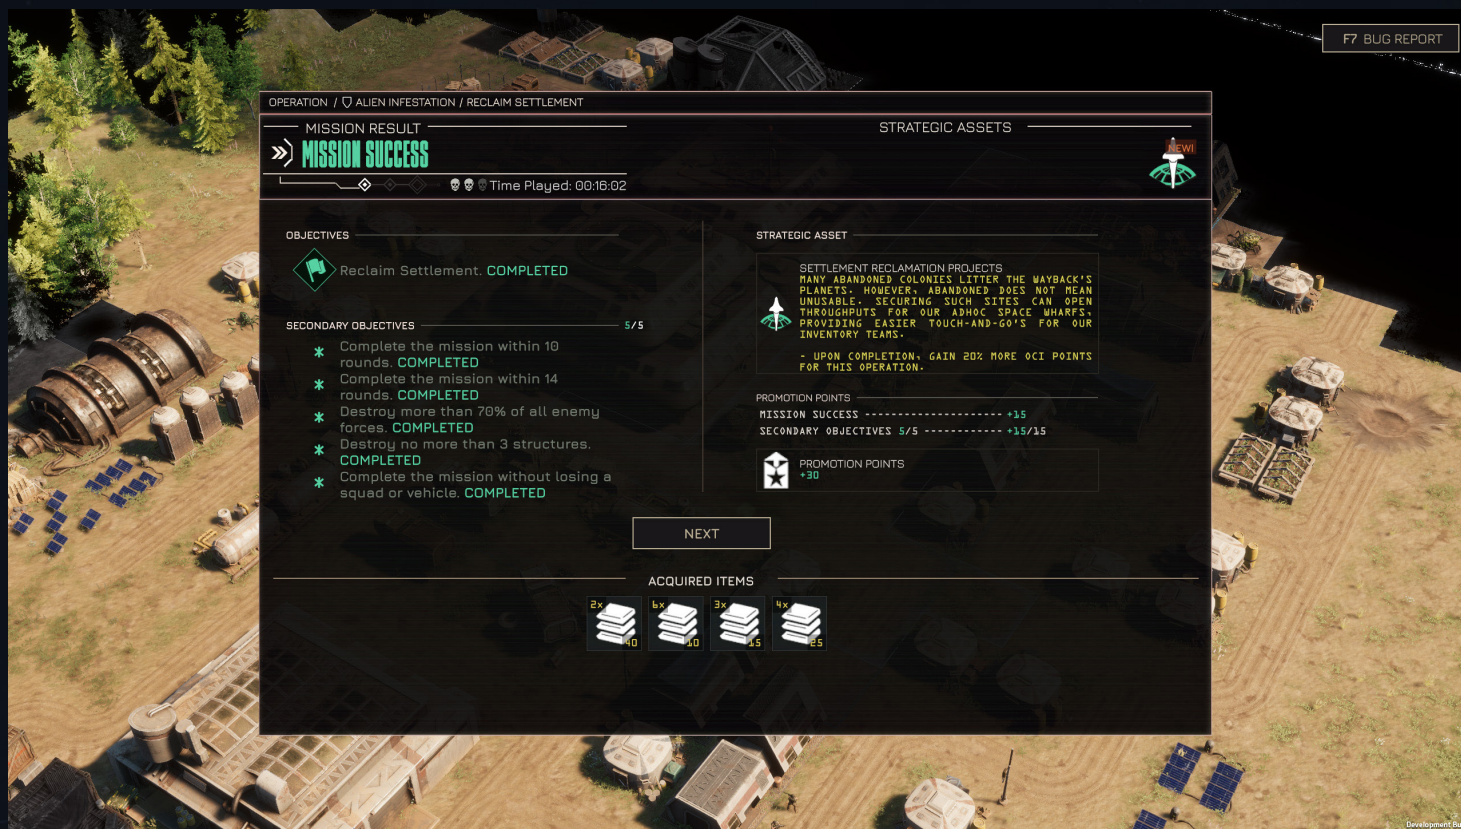 F7 BUG REPORT
OPERATION / ALIEN INFESTATION / RECLAIM SETTLEMENT
MISSION RESULT
MISSION SUCCESS
Time Played: 00:16:02
STRATEGIC ASSETS
NEW!
OBJECTIVES
Reclaim Settlement. COMPLETED
SECONDARY OBJECTIVES 5/5
Complete the mission within 10
rounds. COMPLETED
Complete the mission within 14
rounds. COMPLETED
Destroy more than 70% of all enemy
forces. COMPLETED
Destroy no more than 3 structures.
COMPLETED
Complete the mission without losing a
squad or vehicle. COMPLETED
STRATEGIC ASSET
SETTLEMENT RECLAMATION PROJECTS
MANY ABANDONED COLONIES LITTER THE WAYBACK'S
PLANETS. HOWEVER, ABANDONED DOES NOT MEAN
UNUSABLE. SECURING SUCH SITES CAN OPEN
THROUGHPUTS FOR OUR ADHOC SPACE WHARFS,
PROVIDING EASIER TOUCH-AND-GO'S FOR OUR
INVENTORY TEAMS.
- UPON COMPLETION, GAIN 20% MORE OCI POINTS
FOR THIS OPERATION.
PROMOTION POINTS
MISSION SUCCESS ---------------------- +15
SECONDARY OBJECTIVES 5/5 ------------ +15/15
PROMOTION POINTS
+30
NEXT
ACQUIRED ITEMS
2x 40
6x 10
3x 15
4x 25
Development Bu